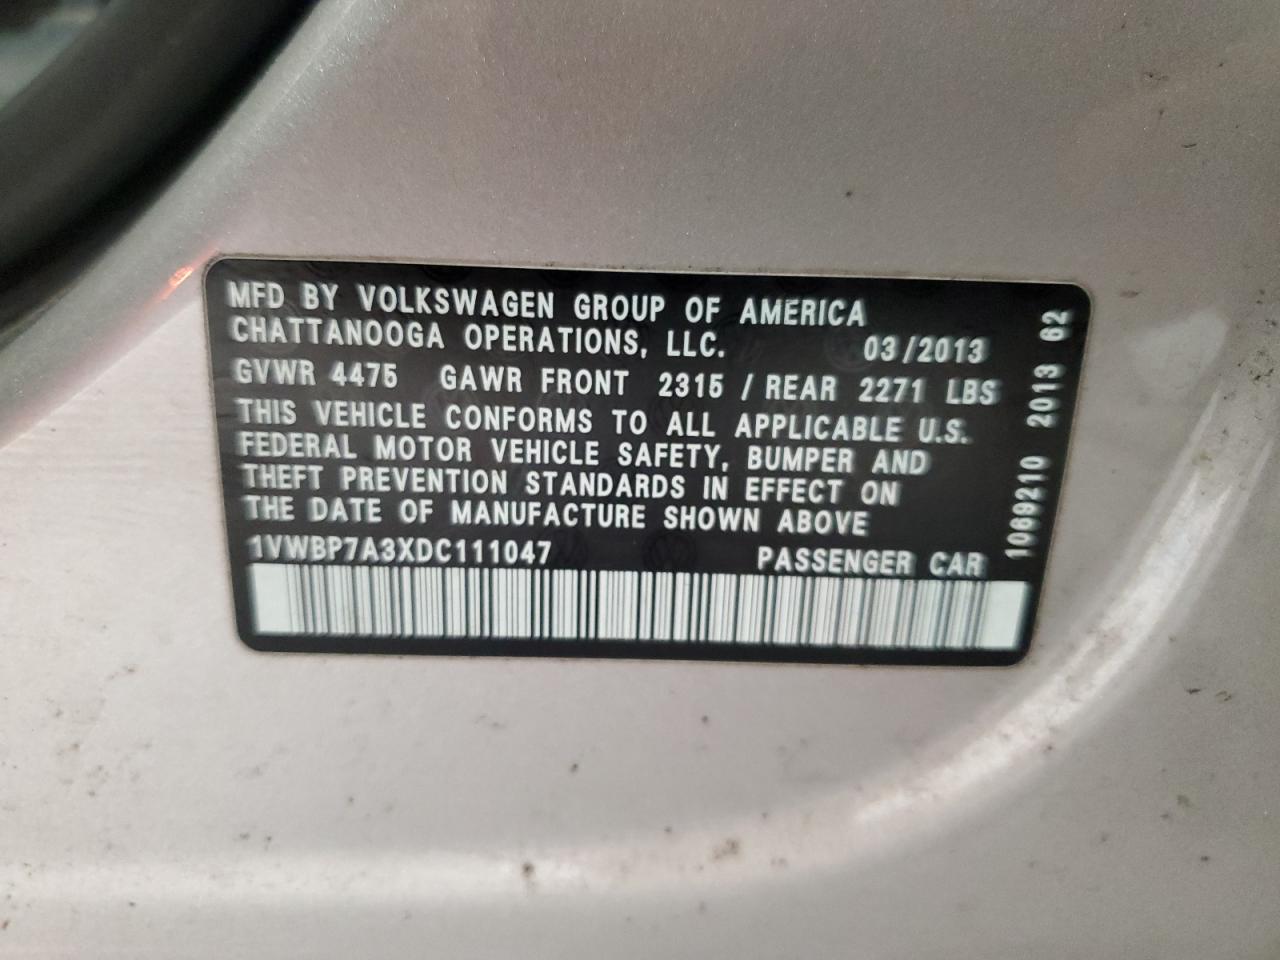 MFD BY VOLKSWAGEN GROUP OF AMERICA
CHATTANOOGA OPERATIONS, LLC. 03/2013
GVWR 4475 GAWR FRONT 2315 / REAR 2271 LBS
THIS VEHICLE CONFORMS TO ALL APPLICABLE U.S.
FEDERAL MOTOR VEHICLE SAFETY, BUMPER AND
THEFT PREVENTION STANDARDS IN EFFECT ON
THE DATE OF MANUFACTURE SHOWN ABOVE
1VWBP7A3XDC111047 PASSENGER CAR
1069210 2013 62